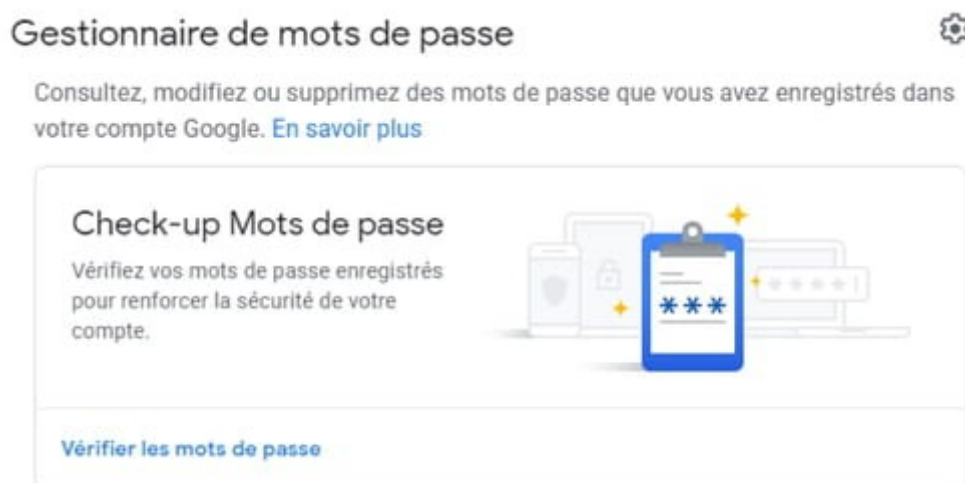 Gestionnaire de mots de passe
Consultez, modifiez ou supprimez des mots de passe que vous avez enregistrés dans
votre compte Google. En savoir plus
Check-up Mots de passe
Vérifiez vos mots de passe enregistrés
pour renforcer la sécurité de votre
compte.
***
Vérifier les mots de passe